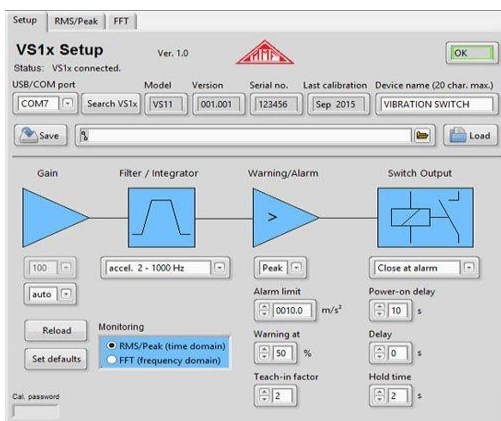 Setup RMS/Peak FFT
VS1x Setup Ver. 1.0 AMF OK
Status: VS1x connected.
USB/COM port Model Version Serial no. Last calibration Device name (20 char. max.)
COM7 Search VS1x VS11 001.001 123456 Sep 2015 VIBRATION SWITCH
Save Load
Gain Filter / Integrator Warning/Alarm Switch Output
>
100 accel. 2 - 1000 Hz Peak Close at alarm
auto
Alarm limit Power-on delay
0010.0 m/s² 10 s
Reload Monitoring Warning at Delay
RMS/Peak (time domain) 50 % 0 s
Set defaults FFT (frequency domain)
Teach-in factor Hold time
Cal. password 2 2 s